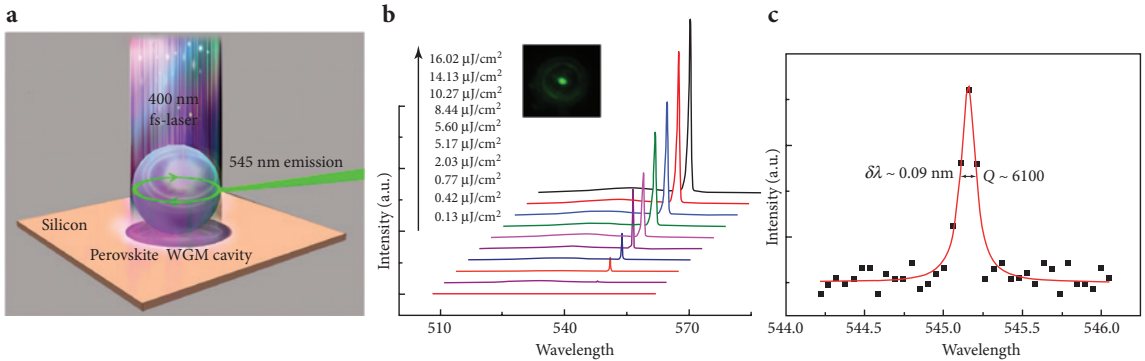 a
400 nm
fs-laser
545 nm emission
Silicon
Perovskite WGM cavity
b
16.02 μJ/cm²
14.13 μJ/cm²
10.27 μJ/cm²
8.44 μJ/cm²
5.60 μJ/cm²
5.17 μJ/cm²
2.03 μJ/cm²
0.77 μJ/cm²
0.42 μJ/cm²
0.13 μJ/cm²
Intensity (a.u.)
510 540 570
Wavelength
c
δλ ~ 0.09 nm Q ~ 6100
Intensity (a.u.)
544.0 544.5 545.0 545.5 546.0
Wavelength